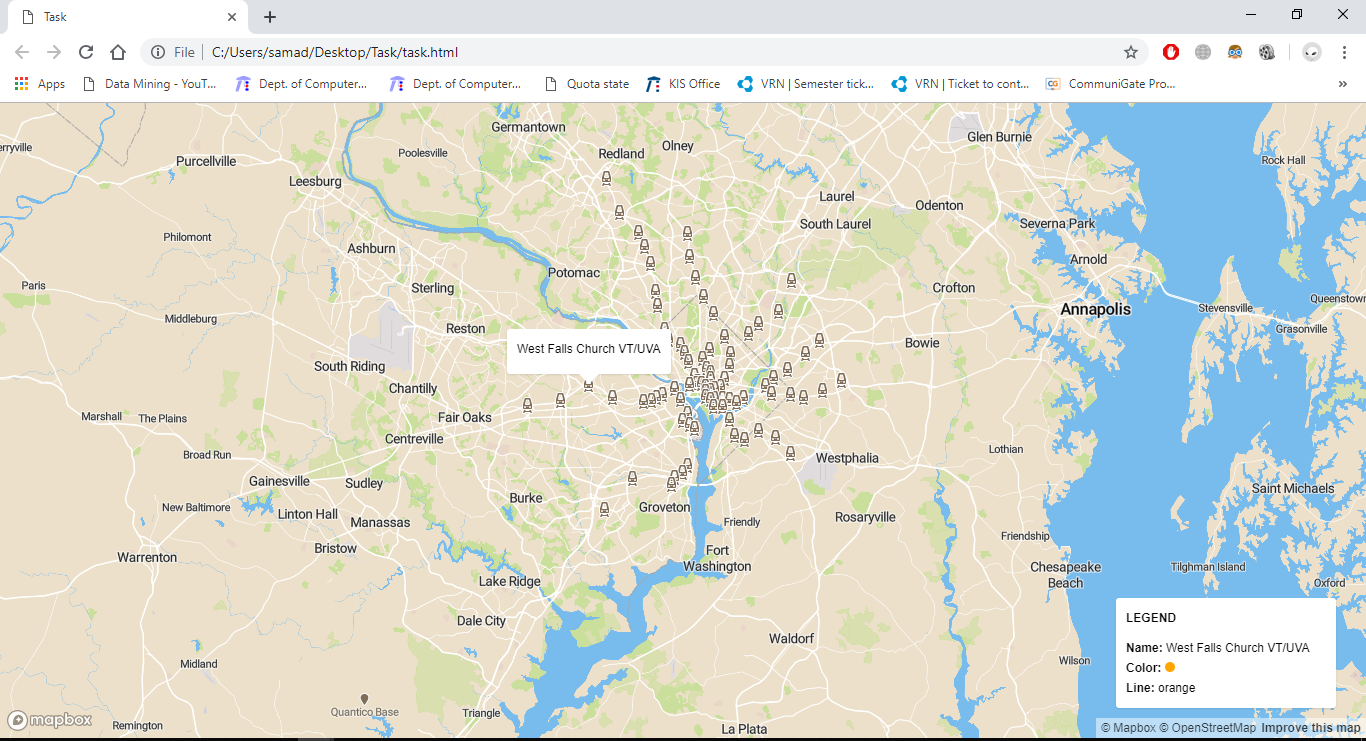 Task
File C:/Users/samad/Desktop/Task/task.html
Apps Data Mining - YouT... Dept. of Computer... Dept. of Computer... Quota state KIS Office VRN | Semester tick... VRN | Ticket to cont... CG CommuniGate Pro... »
Germantown
Glen Burnie
erryville
Purcellville
Poolesville
Redland
Olney
Rock Hall
Leesburg
Laurel
Odenton
South Laurel
Severna Park
Philomont
Ashburn
Arnold
Potomac
Paris
Sterling
Crofton
Queenstown
Middleburg
Reston
Annapolis
Stevensville
Grasonville
West Falls Church VT/UVA
Bowie
South Riding
Chantilly
Marshall
The Plains
Fair Oaks
Centreville
Broad Run
Westphalia
Lothian
Gainesville
Sudley
Saint Michaels
Burke
New Baltimore
Linton Hall
Manassas
Groveton
Friendly
Rosaryville
Bristow
Friendship
Warrenton
Fort
Washington
Chesapeake
Beach
Tilghman Island
Lake Ridge
Oxford
Dale City
LEGEND
Waldorf
Name: West Falls Church VT/UVA
Midland
Wilson
Color:
Line: orange
Quantico Base
Triangle
mapbox
Remington
La Plata
© Mapbox © OpenStreetMap Improve this map